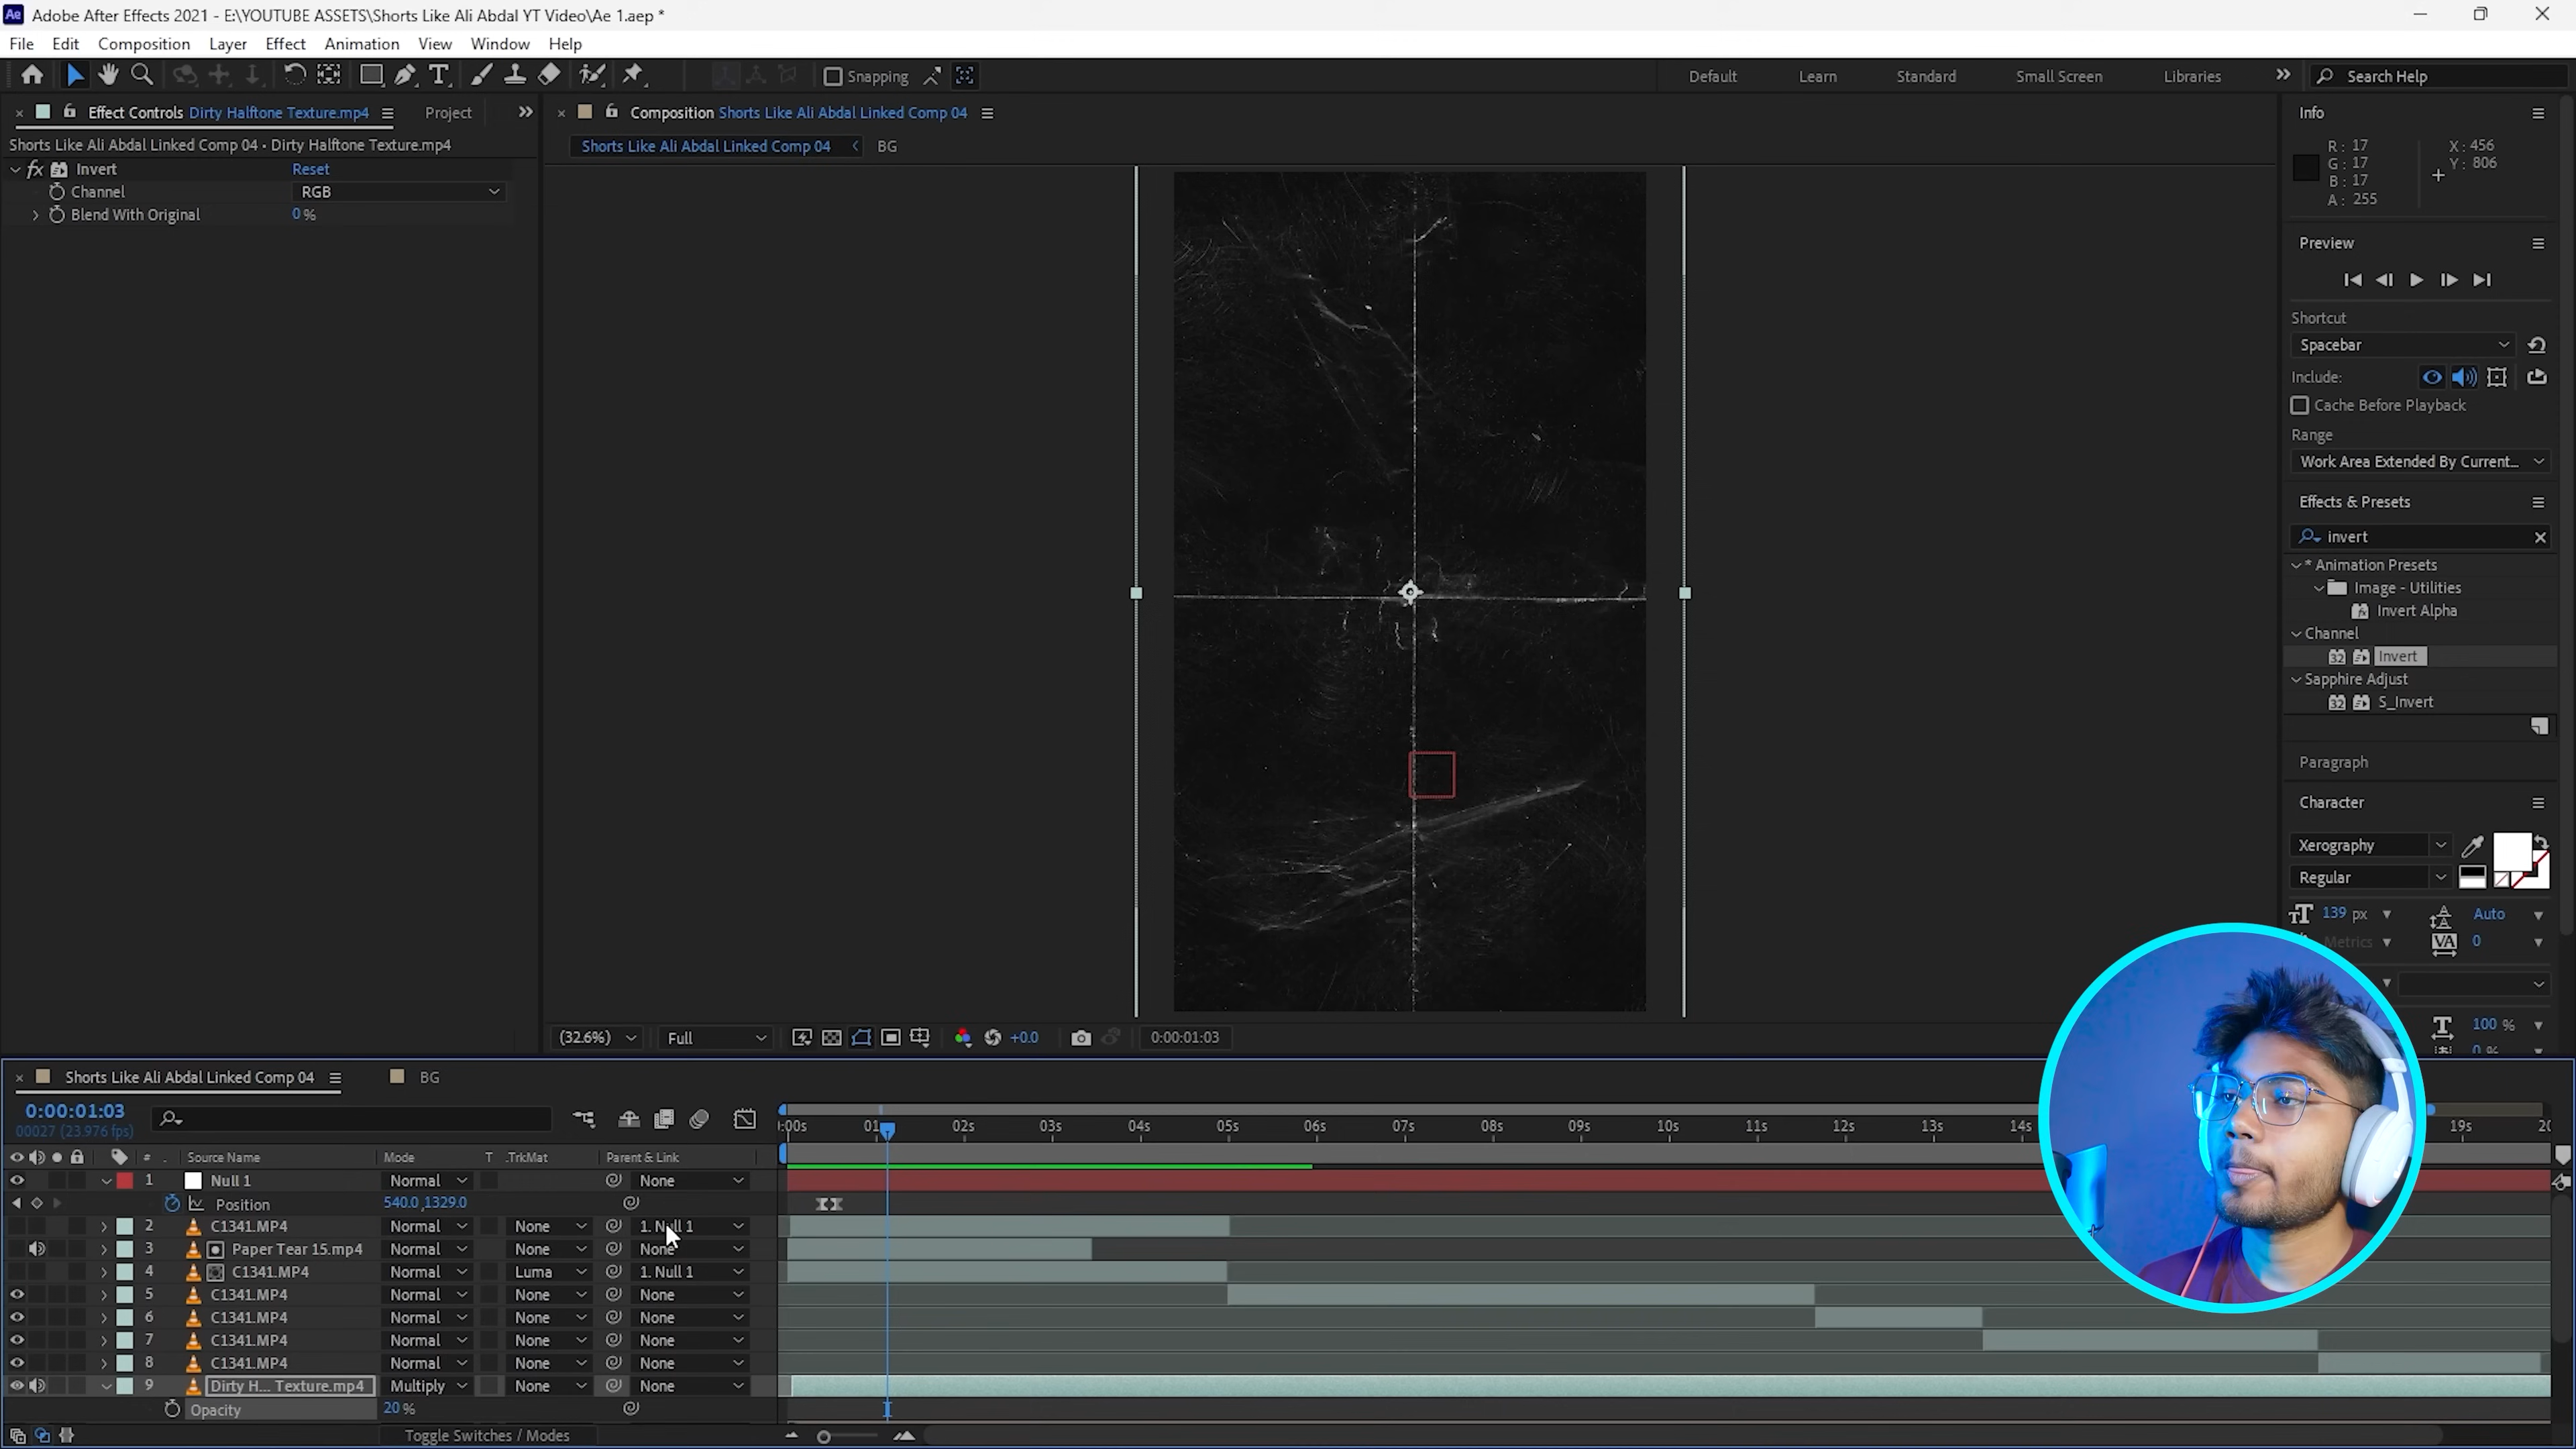 Adobe After Effects 2021 - E:\YOUTUBE ASSETS\Shorts Like Ali Abdal YT Video\Ae 1.aep *
File Edit Composition Layer Effect Animation View Window Help
Snapping
Default Learn Standard Small Screen Libraries Search Help
Effect Controls Dirty Halftone Texture.mp4 Project
Shorts Like Ali Abdal Linked Comp 04 • Dirty Halftone Texture.mp4
fx Invert Reset
Channel RGB
Blend With Original 0 %
Composition Shorts Like Ali Abdal Linked Comp 04
Shorts Like Ali Abdal Linked Comp 04 BG
(32.6%) Full +0.0 0:00:01:03
Info
R: 17 X: 456
G: 17 Y: 806
B: 17
A: 255
Preview
Shortcut
Spacebar
Include:
Cache Before Playback
Range
Work Area Extended By Current...
Effects & Presets
invert
* Animation Presets
Image - Utilities
Invert Alpha
Channel
32 Invert
Sapphire Adjust
32 S_Invert
Paragraph
Character
Xerography
Regular
139 px Auto
Metrics VA 0
100 %
0 %
Shorts Like Ali Abdal Linked Comp 04 BG
0:00:01:03
00027 (23.976 fps)
:00s 01 02s 03s 04s 05s 06s 07s 08s 09s 10s 11s 12s 13s 14s 19s 20
# Source Name Mode T .TrkMat Parent & Link
1 Null 1 Normal None
Position 540.0,1329.0
2 C1341.MP4 Normal None 1. Null 1
3 Paper Tear 15.mp4 Normal None None
4 C1341.MP4 Normal Luma 1. Null 1
5 C1341.MP4 Normal None None
6 C1341.MP4 Normal None None
7 C1341.MP4 Normal None None
8 C1341.MP4 Normal None None
9 Dirty H... Texture.mp4 Multiply None None
Opacity 20 %
Toggle Switches / Modes